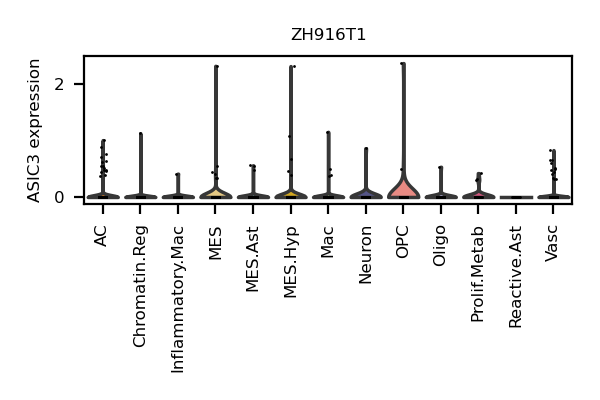 ZH916T1
ASIC3 expression
2
0
AC
Chromatin.Reg
Inflammatory.Mac
MES
MES.Ast
MES.Hyp
Mac
Neuron
OPC
Oligo
Prolif.Metab
Reactive.Ast
Vasc